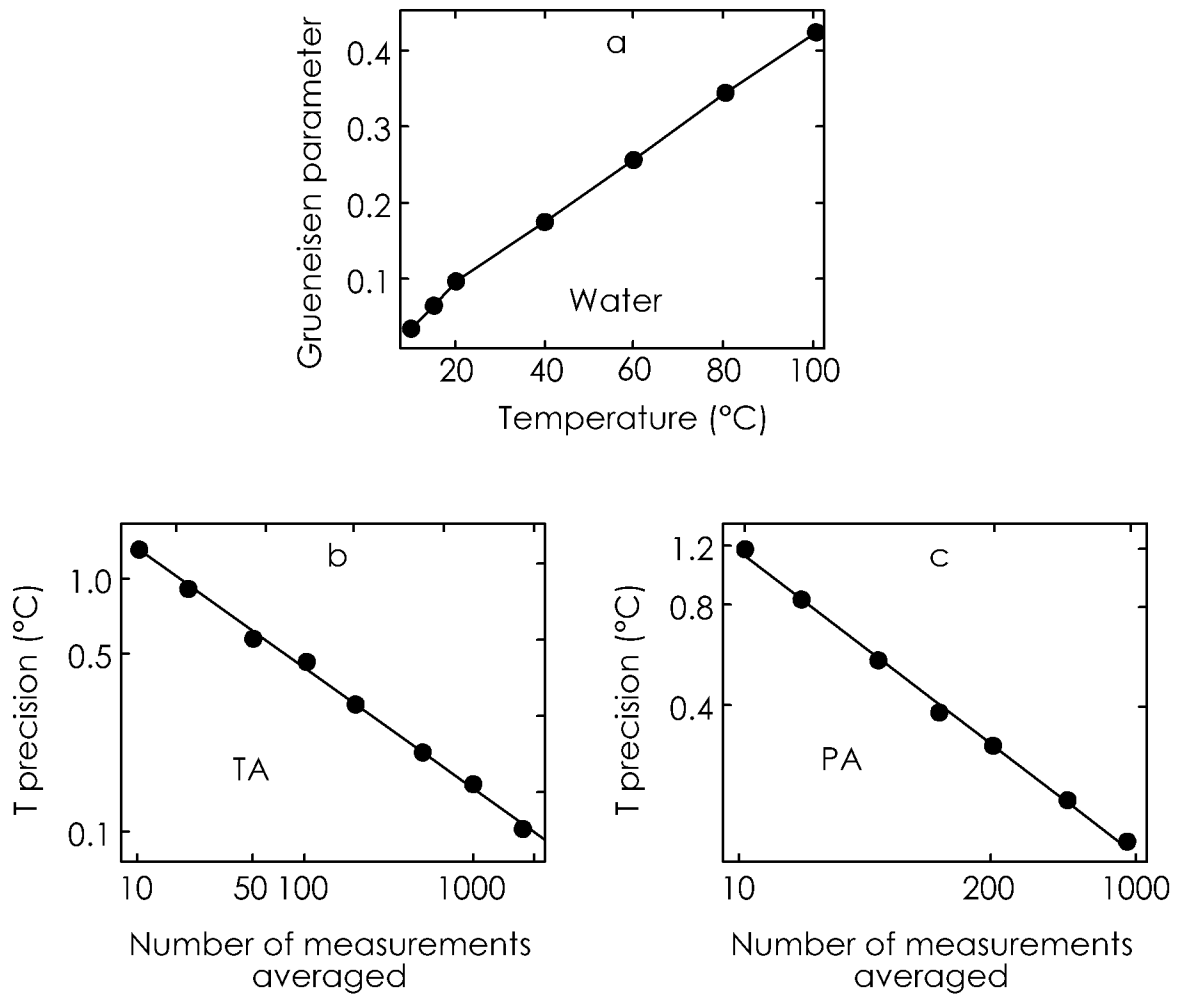 a
Grueneisen parameter
0.4
0.3
0.2
0.1
Water
20 40 60 80 100
Temperature (°C)
b
T precision (°C)
1.0
0.5
0.1
TA
10 50 100 1000
Number of measurements
averaged
c
T precision (°C)
1.2
0.8
0.4
PA
10 200 1000
Number of measurements
averaged